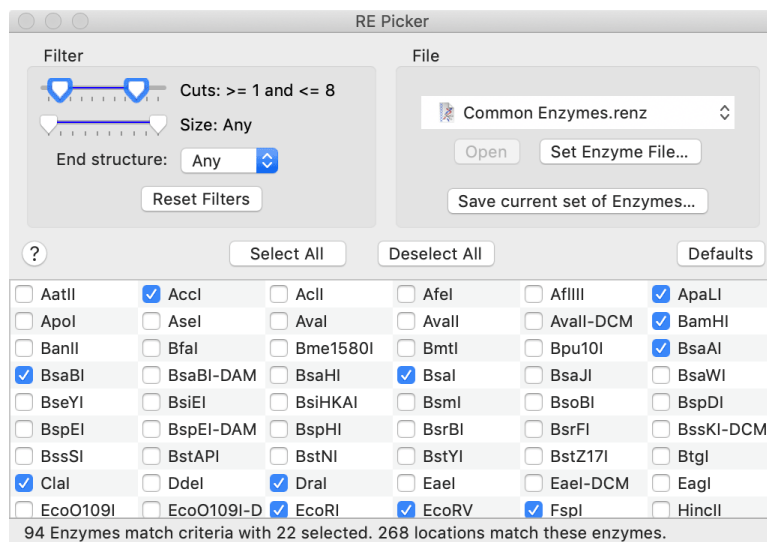 RE Picker
Filter
File
Cuts: >= 1 and <= 8
Common Enzymes.renz
Size: Any
End structure: Any
Open Set Enzyme File...
Reset Filters
Save current set of Enzymes...
? Select All Deselect All Defaults
AatII AccI AclI AfeI AflIII ApaLI
ApoI AseI AvaI AvaII AvaII-DCM BamHI
BanII BfaI Bme1580I BmtI Bpu10I BsaAI
BsaBI BsaBI-DAM BsaHI BsaI BsaJI BsaWI
BseYI BsiEI BsiHKAI BsmI BsoBI BspDI
BspEI BspEI-DAM BspHI BsrBI BsrFI BssKI-DCM
BssSI BstAPI BstNI BstYI BstZ17I BtgI
ClaI DdeI DraI EaeI EaeI-DCM EagI
EcoO109I EcoO109I-D EcoRI EcoRV FspI HincII
94 Enzymes match criteria with 22 selected. 268 locations match these enzymes.